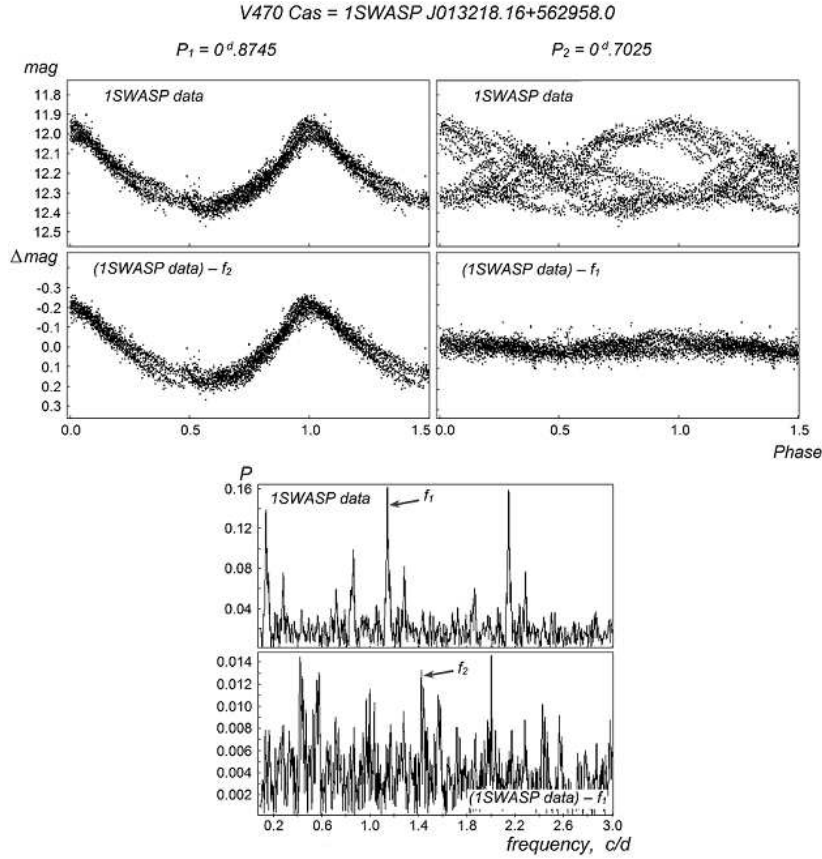 V470 Cas = 1SWASP J013218.16+562958.0
P₁ = 0ᵈ.8745
P₂ = 0ᵈ.7025
mag
1SWASP data
1SWASP data
11.8
11.9
12.0
12.1
12.2
12.3
12.4
12.5
Δ mag
(1SWASP data) – f₂
(1SWASP data) – f₁
-0.3
-0.2
-0.1
0.0
0.1
0.2
0.3
0.0 0.5 1.0 1.5
0.0 0.5 1.0 1.5
Phase
P
0.16
0.12
0.08
0.04
1SWASP data
f₁
0.014
0.012
0.010
0.008
0.006
0.004
0.002
f₂
(1SWASP data) – f₁
0.2 0.6 1.0 1.4 1.8 2.2 2.6 3.0
frequency, c/d